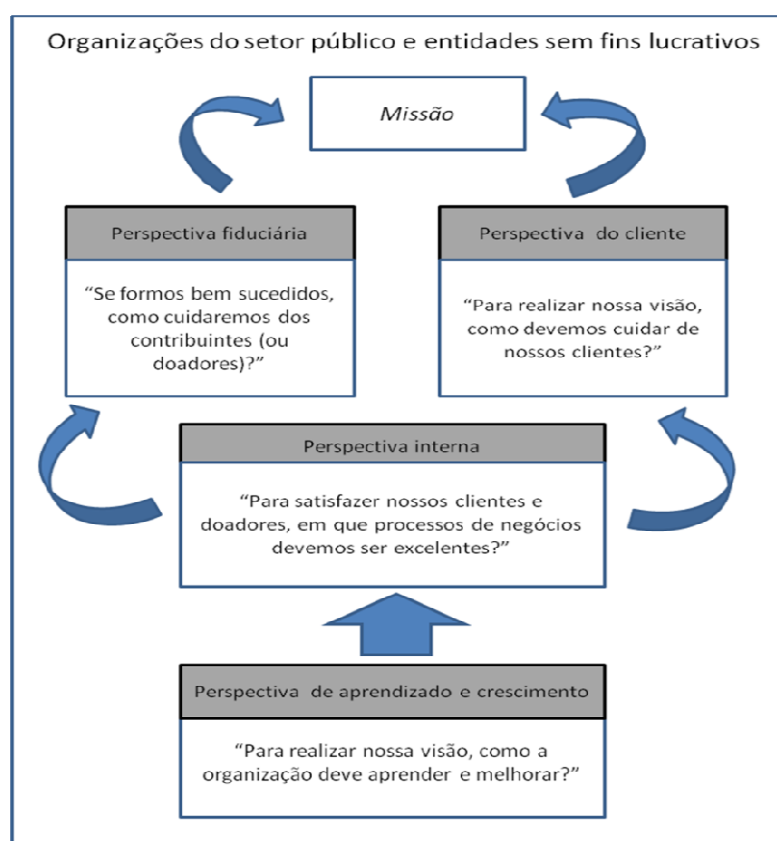 Organizações do setor público e entidades sem fins lucrativos
Missão
Perspectiva fiduciária
“Se formos bem sucedidos,
como cuidaremos dos
contribuintes (ou
doadores)?”
Perspectiva do cliente
“Para realizar nossa visão,
como devemos cuidar de
nossos clientes?”
Perspectiva interna
“Para satisfazer nossos clientes e
doadores, em que processos de negócios
devemos ser excelentes?”
Perspectiva de aprendizado e crescimento
“Para realizar nossa visão, como a
organização deve aprender e melhorar?”